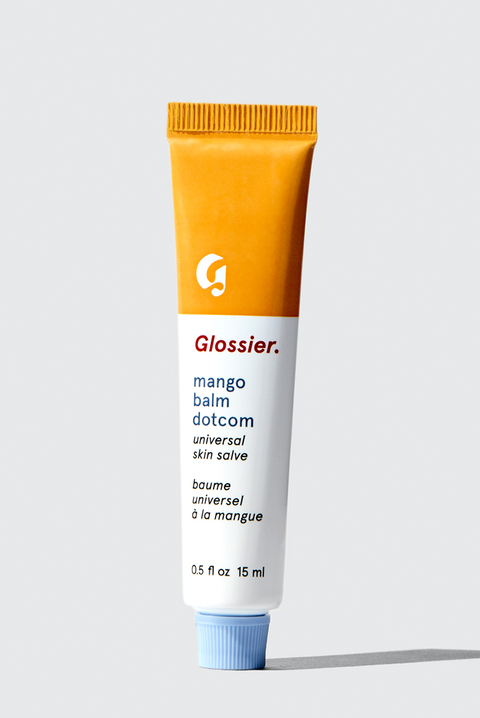 G
Glossier.
mango
balm
dotcom
universal
skin salve
baume
universel
à la mangue
0.5 fl oz 15 ml